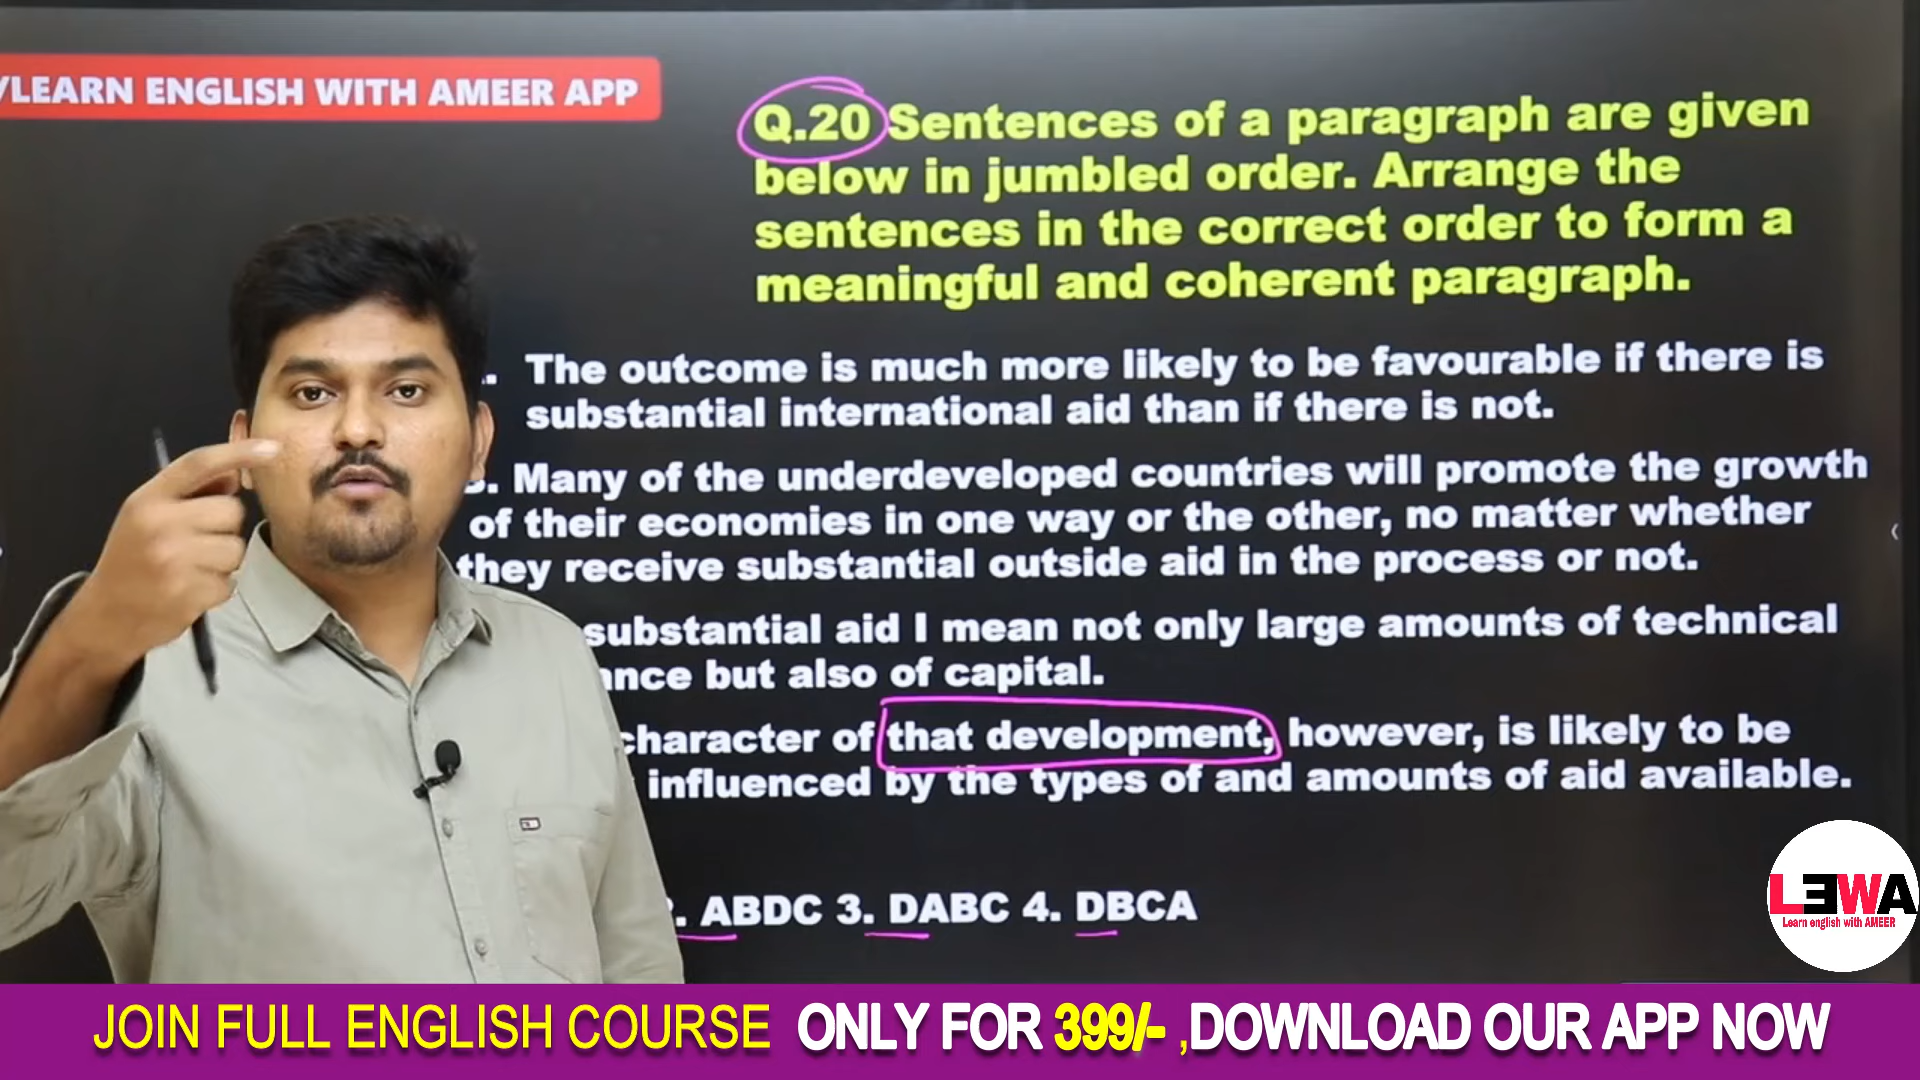 /LEARN ENGLISH WITH AMEER APP
Q.20 Sentences of a paragraph are given
below in jumbled order. Arrange the
sentences in the correct order to form a
meaningful and coherent paragraph.
. The outcome is much more likely to be favourable if there is
substantial international aid than if there is not.
. Many of the underdeveloped countries will promote the growth
of their economies in one way or the other, no matter whether
they receive substantial outside aid in the process or not.
substantial aid I mean not only large amounts of technical
ance but also of capital.
character of that development, however, is likely to be
influenced by the types of and amounts of aid available.
. ABDC 3. DABC 4. DBCA
LEWA
Learn english with AMEER
JOIN FULL ENGLISH COURSE ONLY FOR 399/- ,DOWNLOAD OUR APP NOW